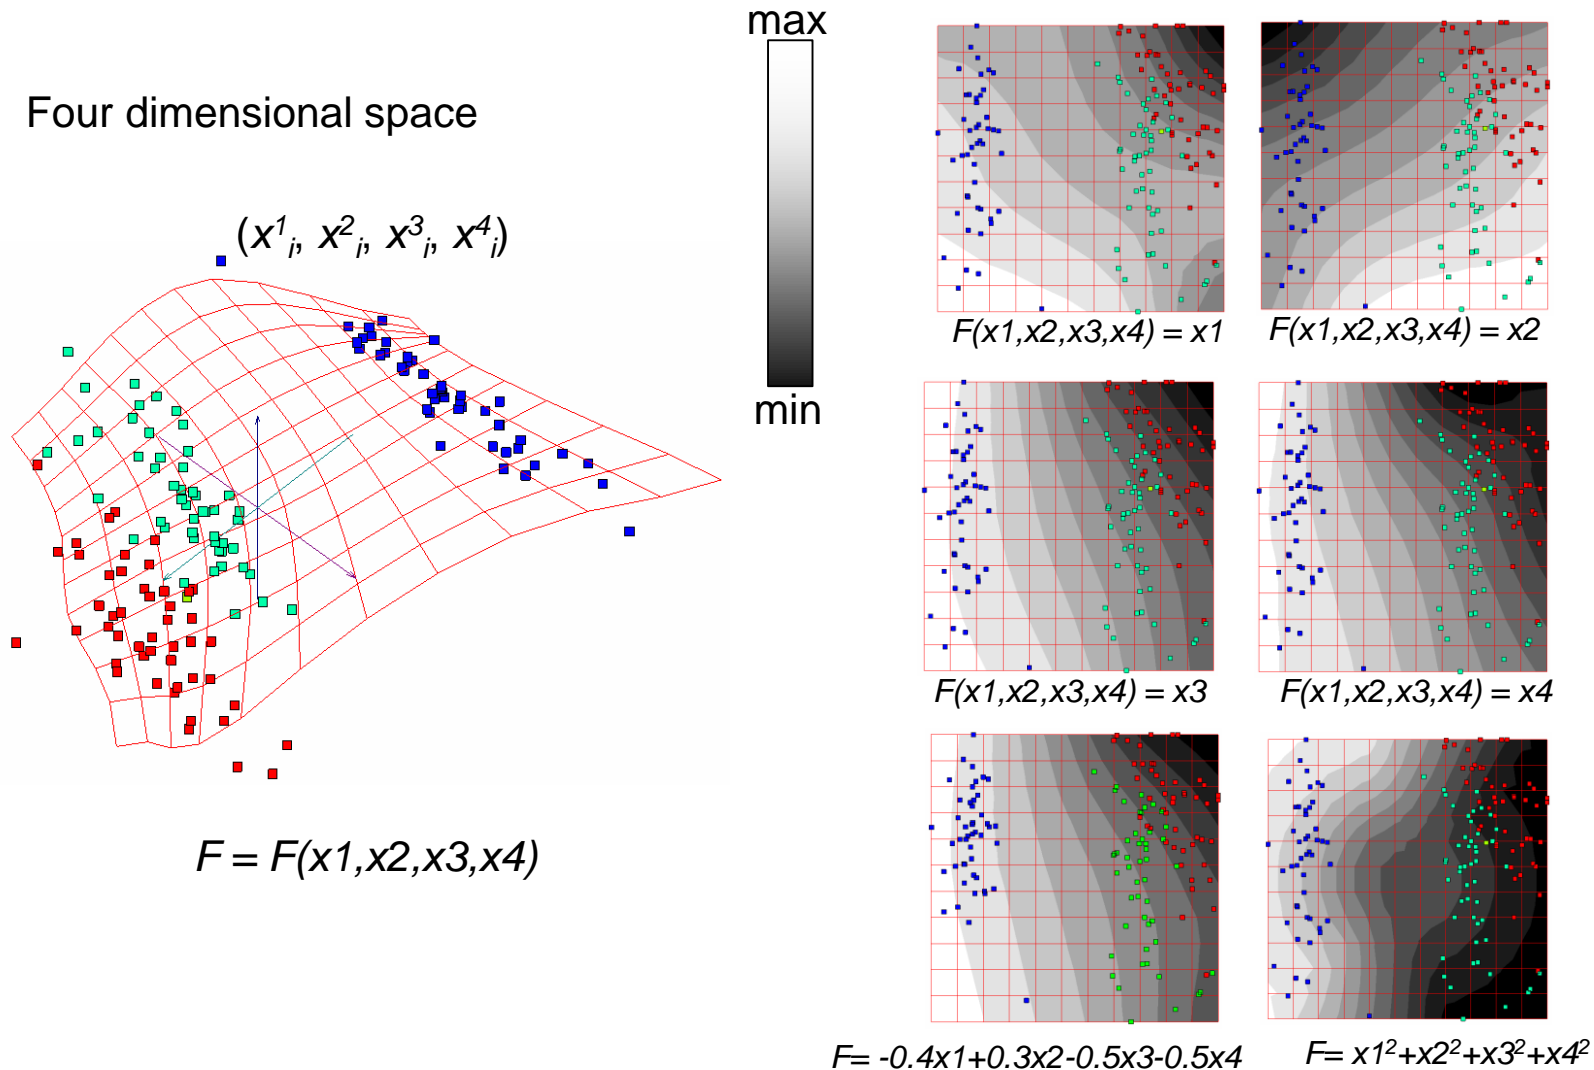 Four dimensional space
(x¹ᵢ, x²ᵢ, x³ᵢ, x⁴ᵢ)
F = F(x1,x2,x3,x4)
max
min
F(x1,x2,x3,x4) = x1
F(x1,x2,x3,x4) = x2
F(x1,x2,x3,x4) = x3
F(x1,x2,x3,x4) = x4
F= -0.4x1+0.3x2-0.5x3-0.5x4
F= x1²+x2²+x3²+x4²